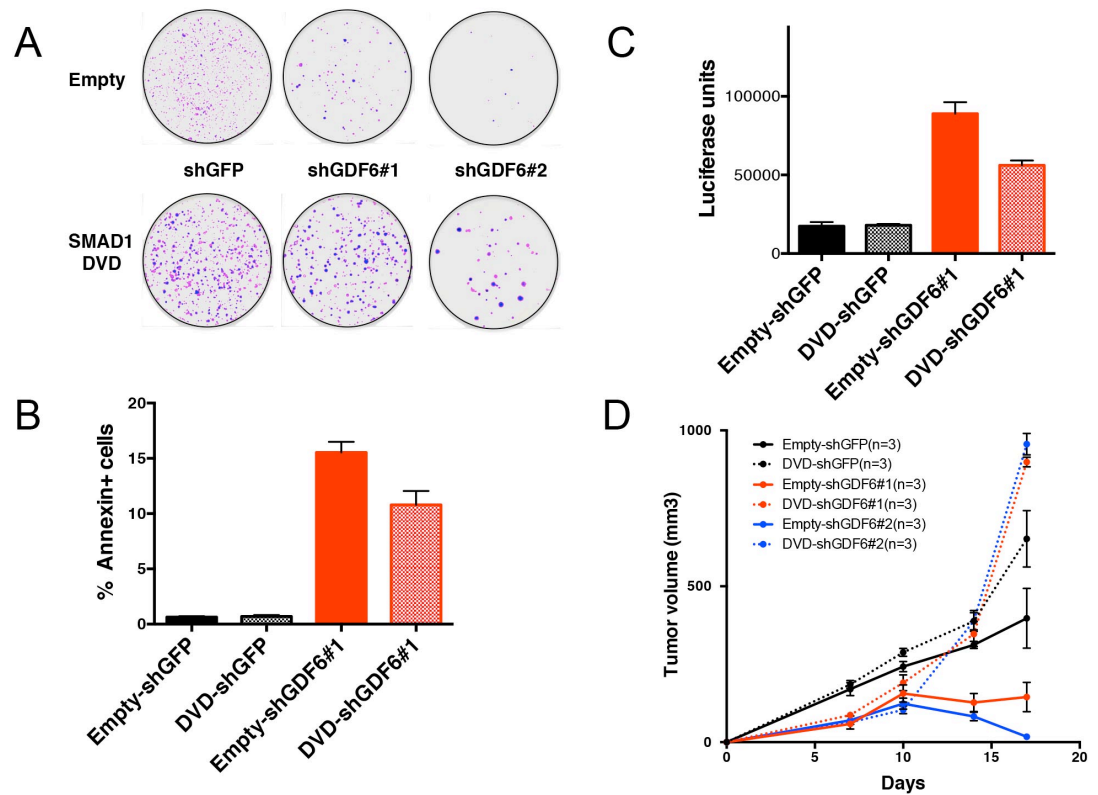 A
Empty
shGFP
shGDF6#1
shGDF6#2
SMAD1
DVD
B
% Annexin+ cells
20
15
10
5
0
Empty-shGFP
DVD-shGFP
Empty-shGDF6#1
DVD-shGDF6#1
C
Luciferase units
100000
50000
0
Empty-shGFP
DVD-shGFP
Empty-shGDF6#1
DVD-shGDF6#1
D
Tumor volume (mm3)
1000
500
0
Empty-shGFP(n=3)
DVD-shGFP(n=3)
Empty-shGDF6#1(n=3)
DVD-shGDF6#1(n=3)
Empty-shGDF6#2(n=3)
DVD-shGDF6#2(n=3)
0
5
10
15
20
Days